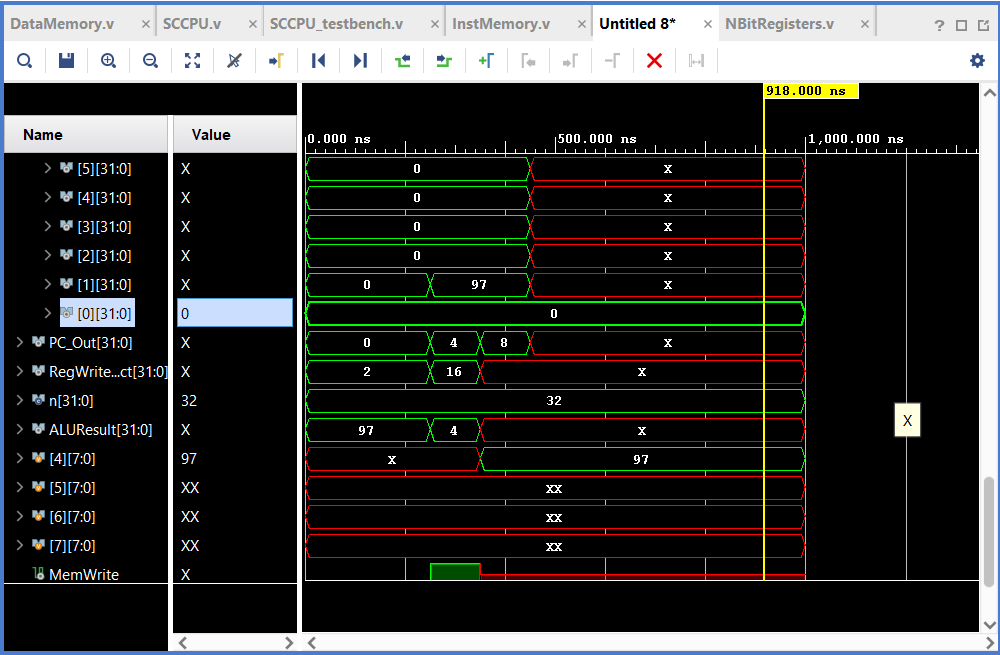 DataMemory.v × SCCPU.v × SCCPU_testbench.v × InstMemory.v × Untitled 8* × NBitRegisters.v × ?
918.000 ns
Name Value 0.000 ns 500.000 ns 1,000.000 ns
[5][31:0] X 0 X
[4][31:0] X 0 X
[3][31:0] X 0 X
[2][31:0] X 0 X
[1][31:0] X 0 97 X
[0][31:0] 0 0
PC_Out[31:0] X 0 4 8 X
RegWrite...ct[31:0] X 2 16 X
n[31:0] 32 32
X
ALUResult[31:0] X 97 4 X
[4][7:0] 97 X 97
[5][7:0] XX XX
[6][7:0] XX XX
[7][7:0] XX XX
MemWrite X